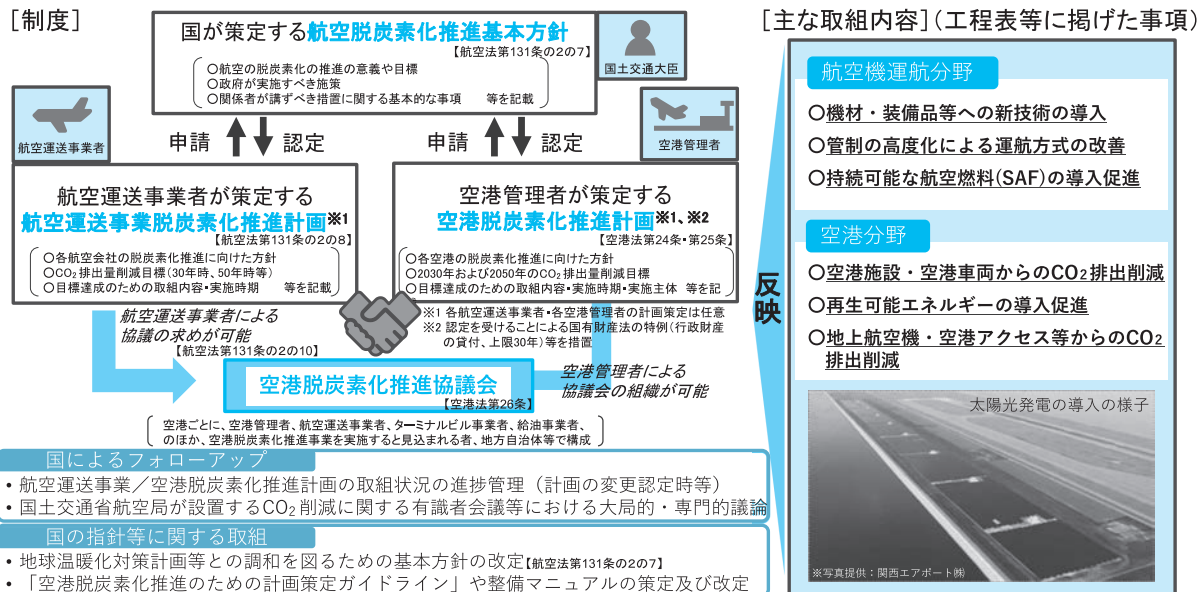 [制度]
国が策定する航空脱炭素化推進基本方針
【航空法第131条の2の7】
○航空の脱炭素化の推進の意義や目標
○政府が実施すべき施策
○関係者が講ずべき措置に関する基本的な事項 等を記載
国土交通大臣
航空運送事業者
申請
認定
申請
認定
空港管理者
航空運送事業者が策定する
航空運送事業脱炭素化推進計画※1
【航空法第131条の2の8】
○各航空会社の脱炭素化推進に向けた方針
○CO2排出量削減目標(30年時、50年時等)
○目標達成のための取組内容・実施時期 等を記載
空港管理者が策定する
空港脱炭素化推進計画※1、※2
【空港法第24条・第25条】
○各空港の脱炭素化推進に向けた方針
○2030年および2050年のCO2排出量削減目標
○目標達成のための取組内容・実施時期・実施主体 等を記
※1 各航空運送事業者・各空港管理者の計画策定は任意
※2 認定を受けることによる国有財産法の特例(行政財産
の貸付、上限30年)等を措置
航空運送事業者による
協議の求めが可能
【航空法第131条の2の10】
空港脱炭素化推進協議会
【空港法第26条】
空港管理者による
協議会の組織が可能
空港ごとに、空港管理者、航空運送事業者、ターミナルビル事業者、給油事業者、
のほか、空港脱炭素化推進事業を実施すると見込まれる者、地方自治体等で構成
国によるフォローアップ
• 航空運送事業／空港脱炭素化推進計画の取組状況の進捗管理（計画の変更認定時等）
• 国土交通省航空局が設置するCO2削減に関する有識者会議等における大局的・専門的議論
国の指針等に関する取組
• 地球温暖化対策計画等との調和を図るための基本方針の改定【航空法第131条の2の7】
• 「空港脱炭素化推進のための計画策定ガイドライン」や整備マニュアルの策定及び改定
反映
[主な取組内容](工程表等に掲げた事項)
航空機運航分野
○機材・装備品等への新技術の導入
○管制の高度化による運航方式の改善
○持続可能な航空燃料(SAF)の導入促進
空港分野
○空港施設・空港車両からのCO2排出削減
○再生可能エネルギーの導入促進
○地上航空機・空港アクセス等からのCO2
排出削減
太陽光発電の導入の様子
※写真提供：関西エアポート㈱